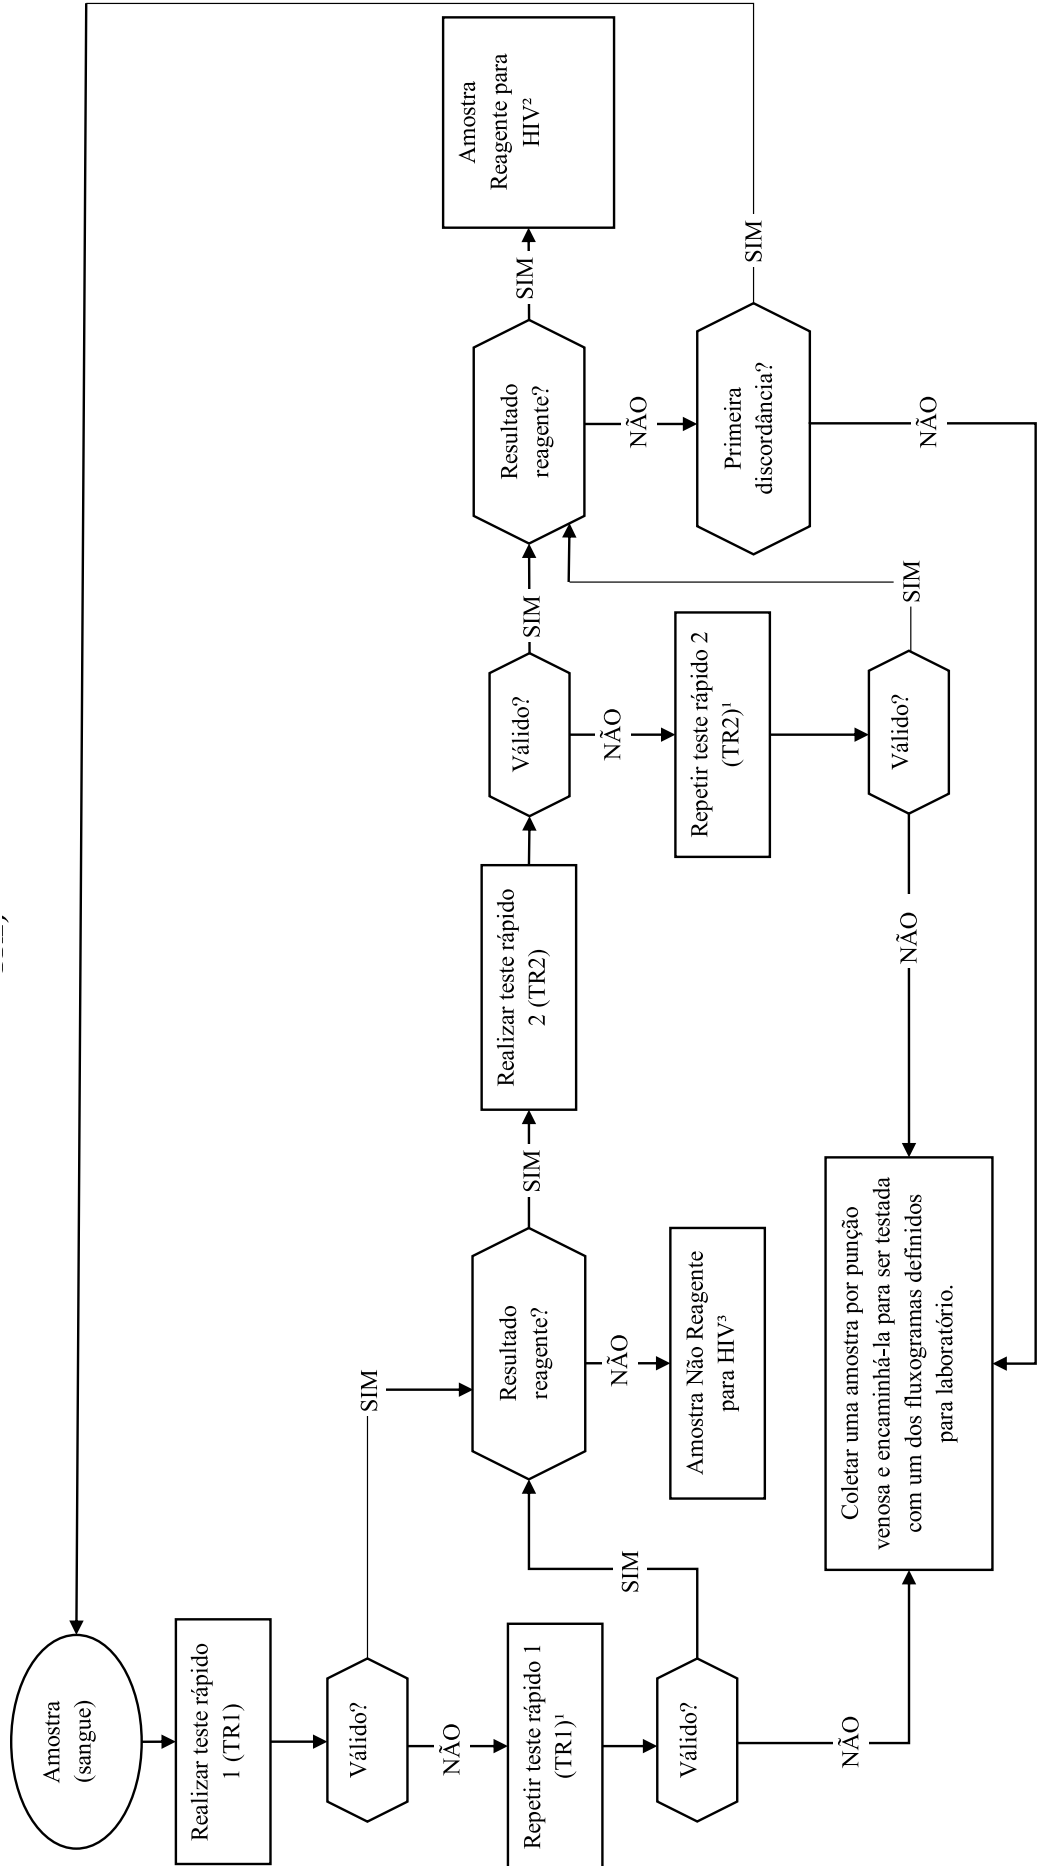 Amostra
(sangue)
Realizar teste rápido
1 (TR1)
Válido?
SIM
NÃO
Repetir teste rápido 1
(TR1)¹
Válido?
SIM
NÃO
Resultado
reagente?
SIM
NÃO
Amostra Não Reagente
para HIV³
Coletar uma amostra por punção
venosa e encaminhá-la para ser testada
com um dos fluxogramas definidos
para laboratório.
Realizar teste rápido
2 (TR2)
Válido?
SIM
NÃO
Repetir teste rápido 2
(TR2)¹
Válido?
SIM
NÃO
Resultado
reagente?
SIM
NÃO
Amostra
Reagente para
HIV²
Primeira
discordância?
SIM
NÃO